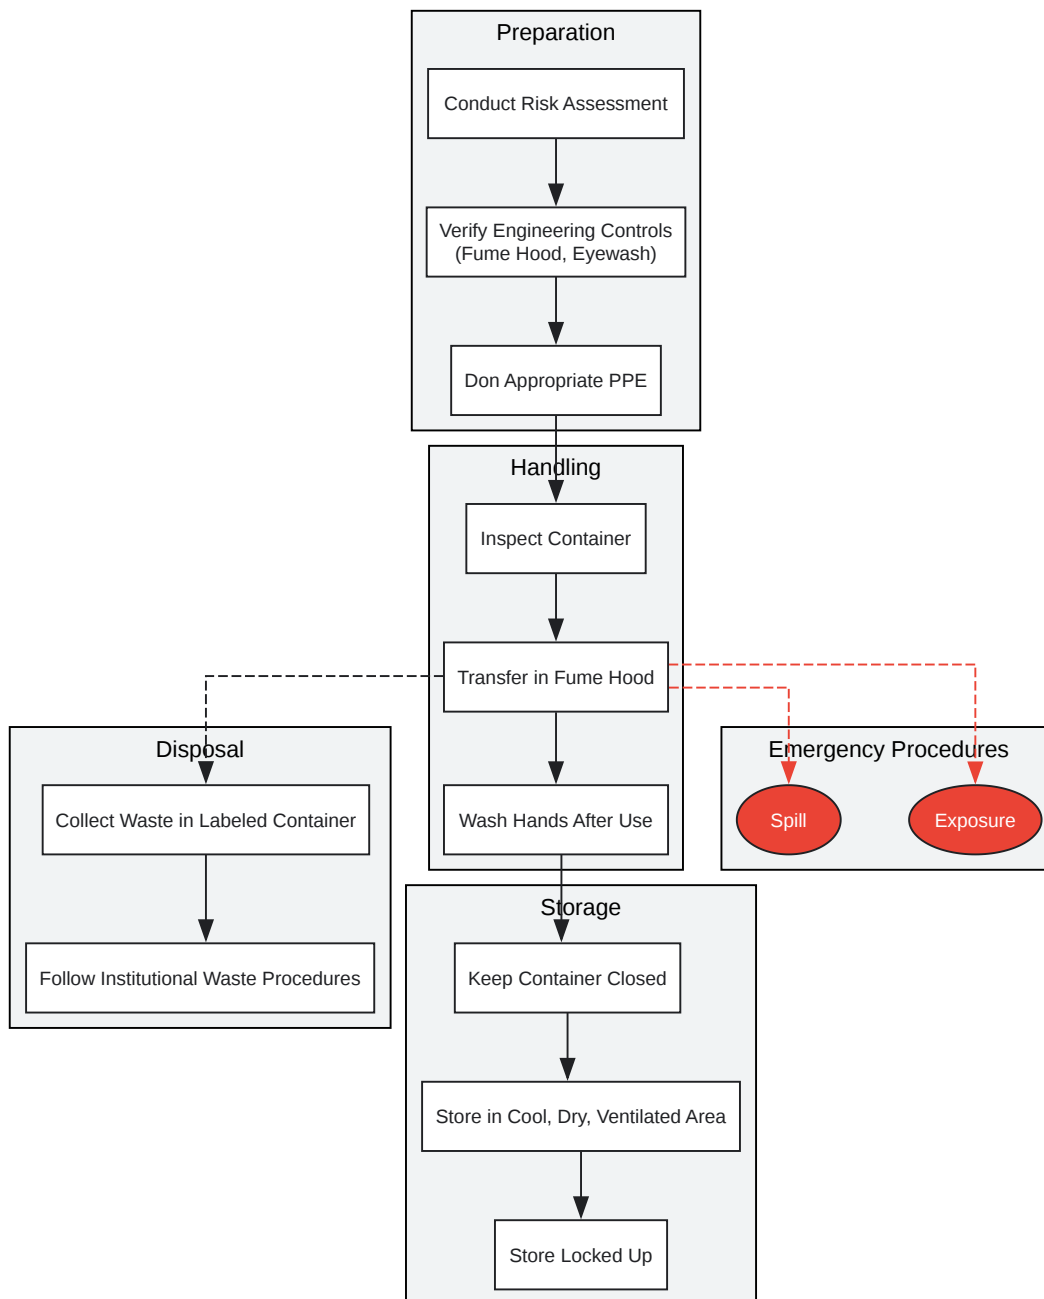 Preparation
Conduct Risk Assessment
Verify Engineering Controls
(Fume Hood, Eyewash)
Don Appropriate PPE
Handling
Inspect Container
Transfer in Fume Hood
Wash Hands After Use
Disposal
Collect Waste in Labeled Container
Follow Institutional Waste Procedures
Emergency Procedures
Spill
Exposure
Storage
Keep Container Closed
Store in Cool, Dry, Ventilated Area
Store Locked Up